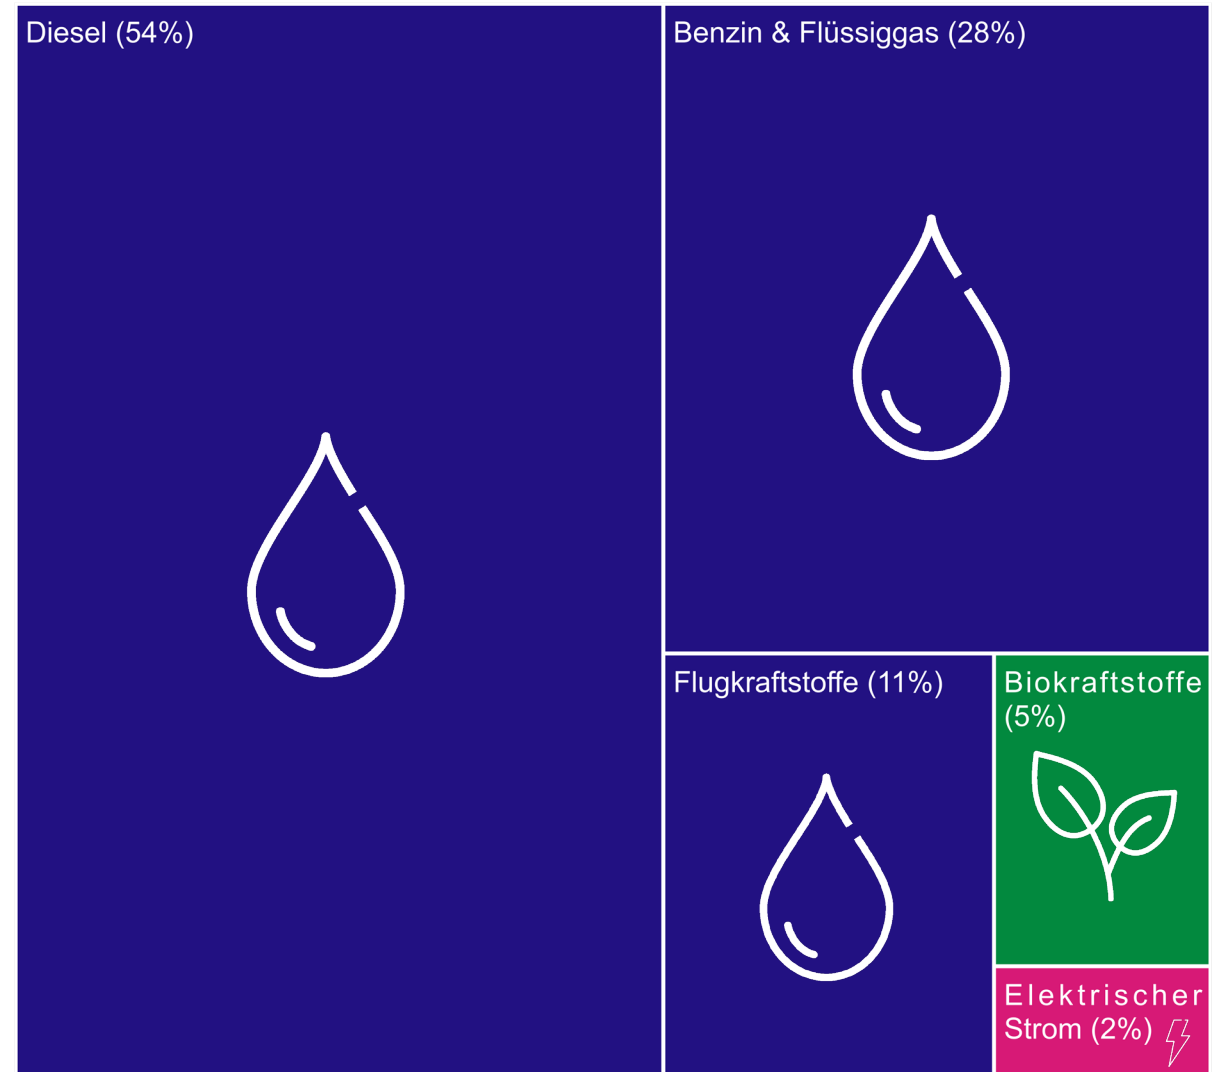 Diesel (54%)
Benzin & Flüssiggas (28%)
Flugkraftstoffe (11%)
Biokraftstoffe
(5%)
Elektrischer
Strom (2%)